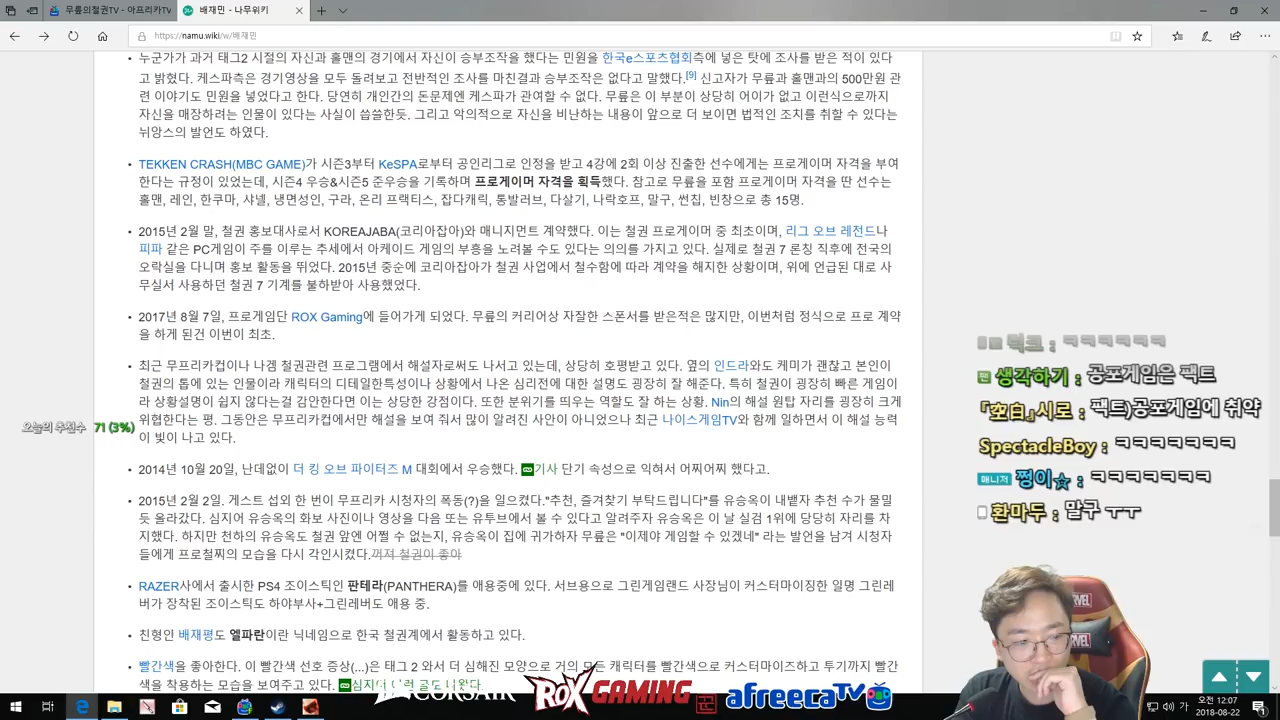 무릎의철권TV - 아프리카TV
배재민 - 나무위키
https://namu.wiki/w/배재민
누군가가 과거 태그2 시절의 자신과 홀맨의 경기에서 자신이 승부조작을 했다는 민원을 한국e스포츠협회측에 넣은 탓에 조사를 받은 적이 있다
고 밝혔다. 케스파측은 경기영상을 모두 돌려보고 전반적인 조사를 마친결과 승부조작은 없다고 말했다.[9] 신고자가 무릎과 홀맨과의 500만원 관
련 이야기도 민원을 넣었다고 한다. 당연히 개인간의 돈문제엔 케스파가 관여할 수 없다. 무릎은 이 부분이 상당히 어이가 없고 이런식으로까지
자신을 매장하려는 인물이 있다는 사실이 씁쓸한듯. 그리고 악의적으로 자신을 비난하는 내용이 앞으로 더 보이면 법적인 조치를 취할 수 있다는
뉘앙스의 발언도 하였다.
TEKKEN CRASH(MBC GAME)가 시즌3부터 KeSPA로부터 공인리그로 인정을 받고 4강에 2회 이상 진출한 선수에게는 프로게이머 자격을 부여
한다는 규정이 있었는데, 시즌4 우승&시즌5 준우승을 기록하며 프로게이머 자격을 획득했다. 참고로 무릎을 포함 프로게이머 자격을 딴 선수는
홀맨, 레인, 한쿠마, 샤넬, 냉면성인, 구라, 온리 프랙티스, 잡다캐릭, 통발러브, 다살기, 나락호프, 말구, 썬칩, 빈창으로 총 15명.
2015년 2월 말, 철권 홍보대사로서 KOREAJABA(코리아잡아)와 매니지먼트 계약했다. 이는 철권 프로게이머 중 최초이며, 리그 오브 레전드나
피파 같은 PC게임이 주를 이루는 추세에서 아케이드 게임의 부흥을 노려볼 수도 있다는 의의를 가지고 있다. 실제로 철권 7 론칭 직후에 전국의
오락실을 다니며 홍보 활동을 뛰었다. 2015년 중순에 코리아잡아가 철권 사업에서 철수함에 따라 계약을 해지한 상황이며, 위에 언급된 대로 사
무실서 사용하던 철권 7 기계를 불하받아 사용했었다.
2017년 8월 7일, 프로게임단 ROX Gaming에 들어가게 되었다. 무릎의 커리어상 자잘한 스폰서를 받은적은 많지만, 이번처럼 정식으로 프로 계약
을 하게 된건 이번이 최초.
최근 무프리카컵이나 나겜 철권관련 프로그램에서 해설자로써도 나서고 있는데, 상당히 호평받고 있다. 옆의 인드라와도 케미가 괜찮고 본인이
철권의 톱에 있는 인물이라 캐릭터의 디테일한특성이나 상황에서 나온 심리전에 대한 설명도 굉장히 잘 해준다. 특히 철권이 굉장히 빠른 게임이
라 상황설명이 쉽지 않다는걸 감안한다면 이는 상당한 강점이다. 또한 분위기를 띄우는 역할도 잘 하는 상황. Nin의 해설 원탑 자리를 굉장히 크게
위협한다는 평. 그동안은 무프리카컵에서만 해설을 보여 줘서 많이 알려진 사안이 아니었으나 최근 나이스게임TV와 함께 일하면서 이 해설 능력
이 빛이 나고 있다.
오늘의 추천수 71 (3%)
2014년 10월 20일, 난데없이 더 킹 오브 파이터즈 M 대회에서 우승했다. 기사 단기 속성으로 익혀서 어찌어찌 했다고.
2015년 2월 2일. 게스트 섭외 한 번이 무프리카 시청자의 폭동(?)을 일으켰다."추천, 즐겨찾기 부탁드립니다"를 유승옥이 내뱉자 추천 수가 물밀
듯 올라갔다. 심지어 유승옥의 화보 사진이나 영상을 다음 또는 유투브에서 볼 수 있다고 알려주자 유승옥은 이 날 실검 1위에 당당히 자리를 차
지했다. 하지만 천하의 유승옥도 철권 앞엔 어쩔 수 없는지, 유승옥이 집에 귀가하자 무릎은 "이제야 게임할 수 있겠네" 라는 발언을 남겨 시청자
들에게 프로철찌의 모습을 다시 각인시켰다.꺼져 철권이 좋아
RAZER사에서 출시한 PS4 조이스틱인 판테라(PANTHERA)를 애용중에 있다. 서브용으로 그린게임랜드 사장님이 커스터마이징한 일명 그린레
버가 장착된 조이스틱도 하야부사+그린레버도 애용 중.
친형인 배재평도 엘파란이란 닉네임으로 한국 철권계에서 활동하고 있다.
빨간색을 좋아한다. 이 빨간색 선호 증상(...)은 태그 2 와서 더 심해진 모양으로 거의 모든 캐릭터를 빨간색으로 커스터마이즈하고 투기까지 빨간
색을 착용하는 모습을 보여주고 있다.
ㅋㅋㅋㅋㅋㅋ
팬 생각하기 : 공포게임은 팩트
『空白』시로 : 팩트)공포게임에 취약
SpectacleBoy : ㅋㅋㅋㅋㅋㅋㅋ
매니저 쩡이☆ : ㅋㅋㅋㅋㅋㅋㅋ
환마두 : 말구 ㅜㅜ
MARVEL
MARVEL
CORSAIR
ROX GAMING
꾼
afreecaTV
가
오전 12:07
2018-08-22